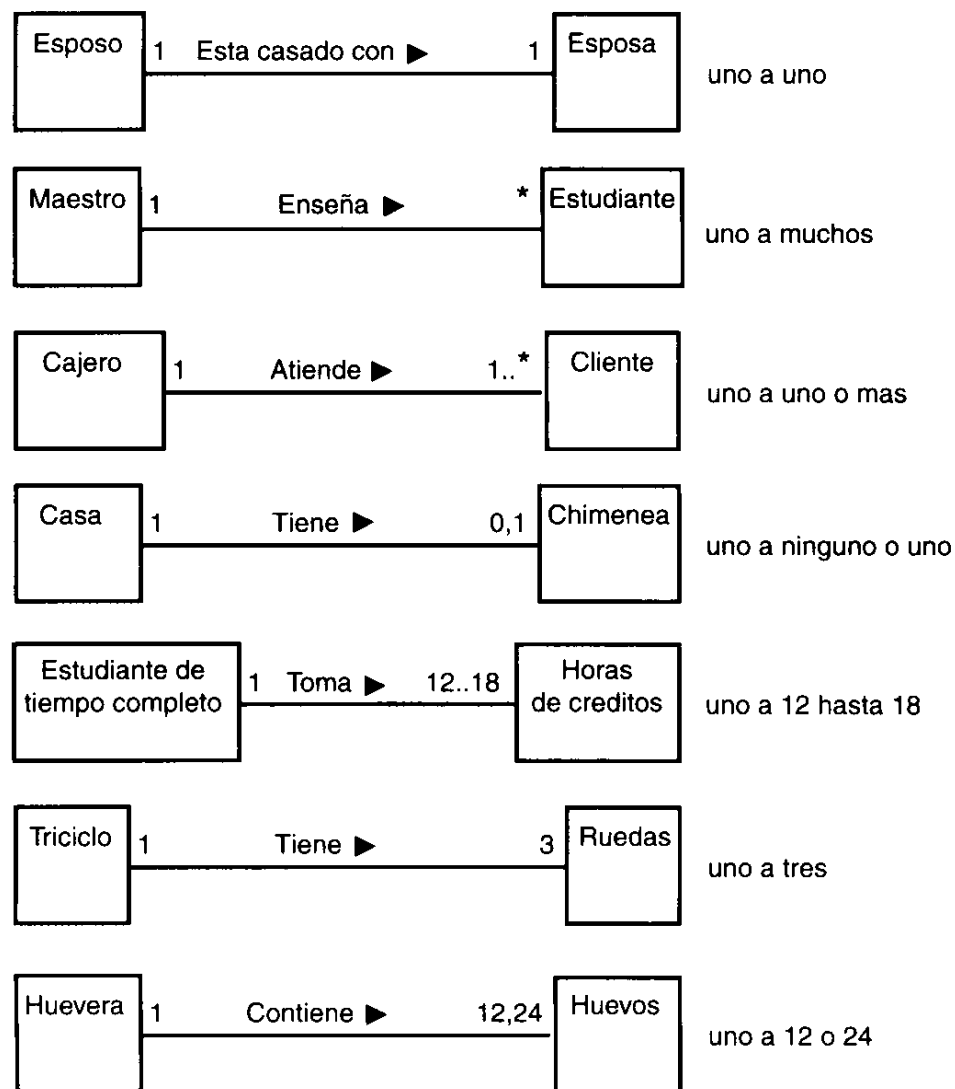 Esposo 1 Esta casado con ▶ 1 Esposa uno a uno
Maestro 1 Enseña ▶ * Estudiante uno a muchos
Cajero 1 Atiende ▶ 1..* Cliente uno a uno o mas
Casa 1 Tiene ▶ 0,1 Chimenea uno a ninguno o uno
Estudiante de
tiempo completo 1 Toma ▶ 12..18 Horas
de creditos uno a 12 hasta 18
Triciclo 1 Tiene ▶ 3 Ruedas uno a tres
Huevera 1 Contiene ▶ 12,24 Huevos uno a 12 o 24